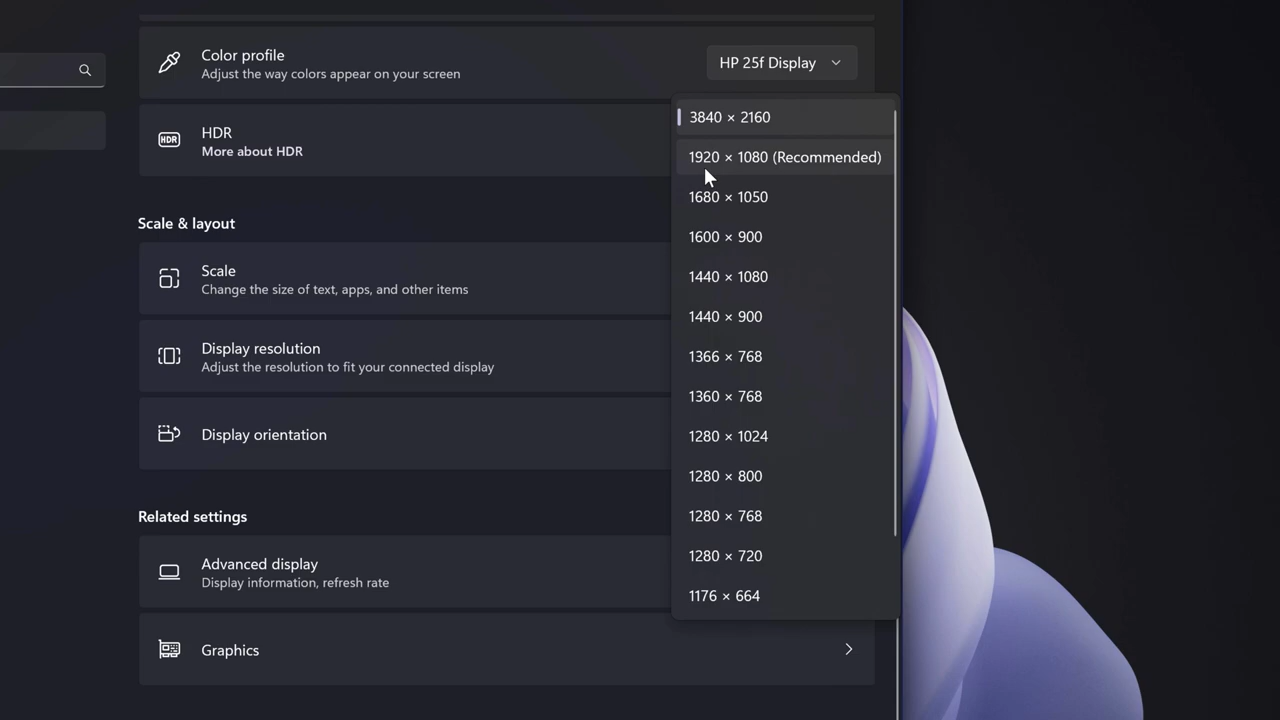 Color profile
Adjust the way colors appear on your screen
HP 25f Display
HDR
HDR
More about HDR
Scale & layout
Scale
Change the size of text, apps, and other items
Display resolution
Adjust the resolution to fit your connected display
Display orientation
Related settings
Advanced display
Display information, refresh rate
Graphics
3840 × 2160
1920 × 1080 (Recommended)
1680 × 1050
1600 × 900
1440 × 1080
1440 × 900
1366 × 768
1360 × 768
1280 × 1024
1280 × 800
1280 × 768
1280 × 720
1176 × 664